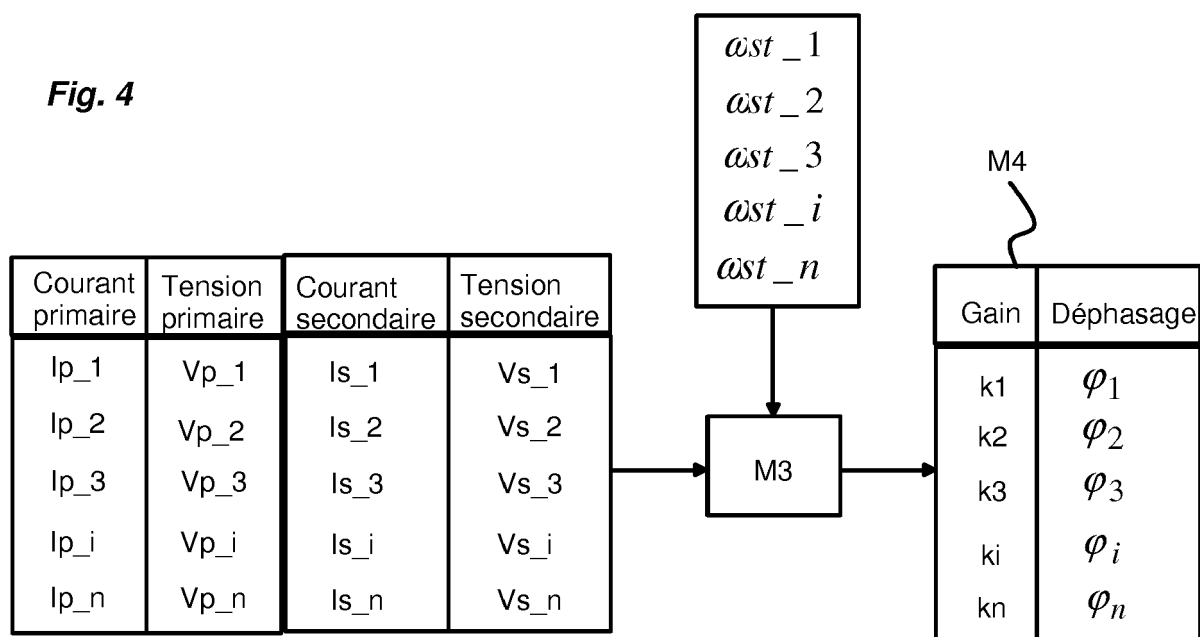 Fig. 4
ωst _ 1
ωst _ 2
ωst _ 3
ωst _ i
ωst _ n
M4
Courant primaire | Tension primaire | Courant secondaire | Tension secondaire
Ip_1 Vp_1 Is_1 Vs_1
Ip_2 Vp_2 Is_2 Vs_2
Ip_3 Vp_3 Is_3 Vs_3
Ip_i Vp_i Is_i Vs_i
Ip_n Vp_n Is_n Vs_n
M3
Gain Déphasage
k1 φ1
k2 φ2
k3 φ3
ki φi
kn φn